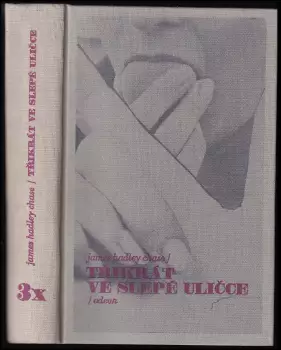 james hadley chase / TŘIKRÁT VE SLEPÉ ULIČCE
3x
james hadley chase /
TŘIKRÁT
VE SLEPÉ ULIČCE
/ odeon